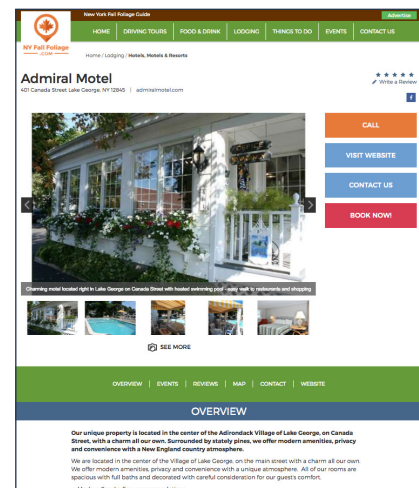 New York Fall Foliage Guide
Advertise
NY Fall Foliage
.COM
HOME
DRIVING TOURS
FOOD & DRINK
LODGING
THINGS TO DO
EVENTS
CONTACT US
Home / Lodging / Hotels, Motels & Resorts
Admiral Motel
401 Canada Street Lake George, NY 12845 | admiralmotel.com
Write a Review
f
CALL
VISIT WEBSITE
CONTACT US
BOOK NOW!
Charming motel located right in Lake George on Canada Street with heated swimming pool - easy walk to restaurants and shopping
SEE MORE
OVERVIEW | EVENTS | REVIEWS | MAP | CONTACT | WEBSITE
OVERVIEW
Our unique property is located in the center of the Adirondack Village of Lake George, on Canada
Street, with a charm all our own. Surrounded by stately pines, we offer modern amenities, privacy
and convenience with a New England country atmosphere.
We are located in the center of the Village of Lake George, on the main street with a charm all our own.
We offer modern amenities, privacy and convenience with a unique atmosphere. All of our rooms are
spacious with full baths and decorated with careful consideration for our guest's comfort.